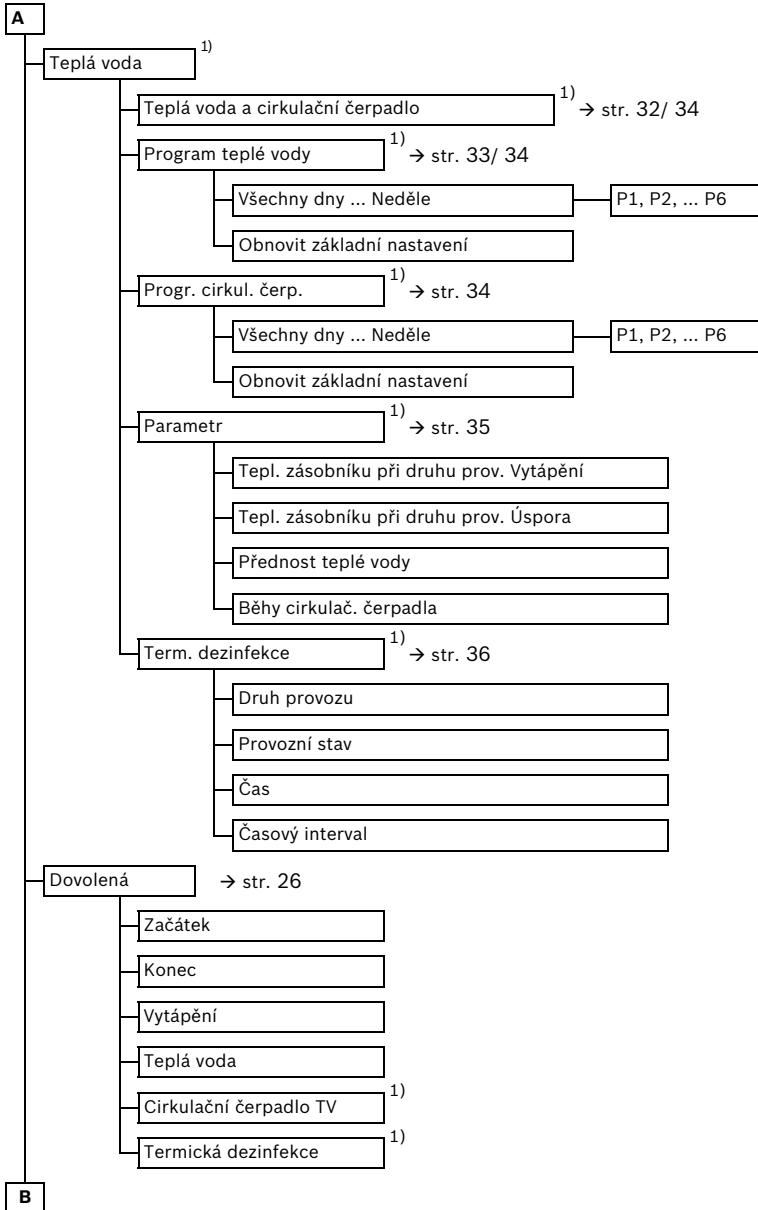 A
Teplá voda 1)
Teplá voda a cirkulační čerpadlo 1) → str. 32/ 34
Program teplé vody 1) → str. 33/ 34
Všechny dny ... Neděle P1, P2, ... P6
Obnovit základní nastavení
Progr. cirkul. čerp. 1) → str. 34
Všechny dny ... Neděle P1, P2, ... P6
Obnovit základní nastavení
Parametr 1) → str. 35
Tepl. zásobníku při druhu prov. Vytápění
Tepl. zásobníku při druhu prov. Úspora
Přednost teplé vody
Běhy cirkulač. čerpadla
Term. dezinfekce 1) → str. 36
Druh provozu
Provozní stav
Čas
Časový interval
Dovolená → str. 26
Začátek
Konec
Vytápění
Teplá voda
Cirkulační čerpadlo TV 1)
Termická dezinfekce 1)
B